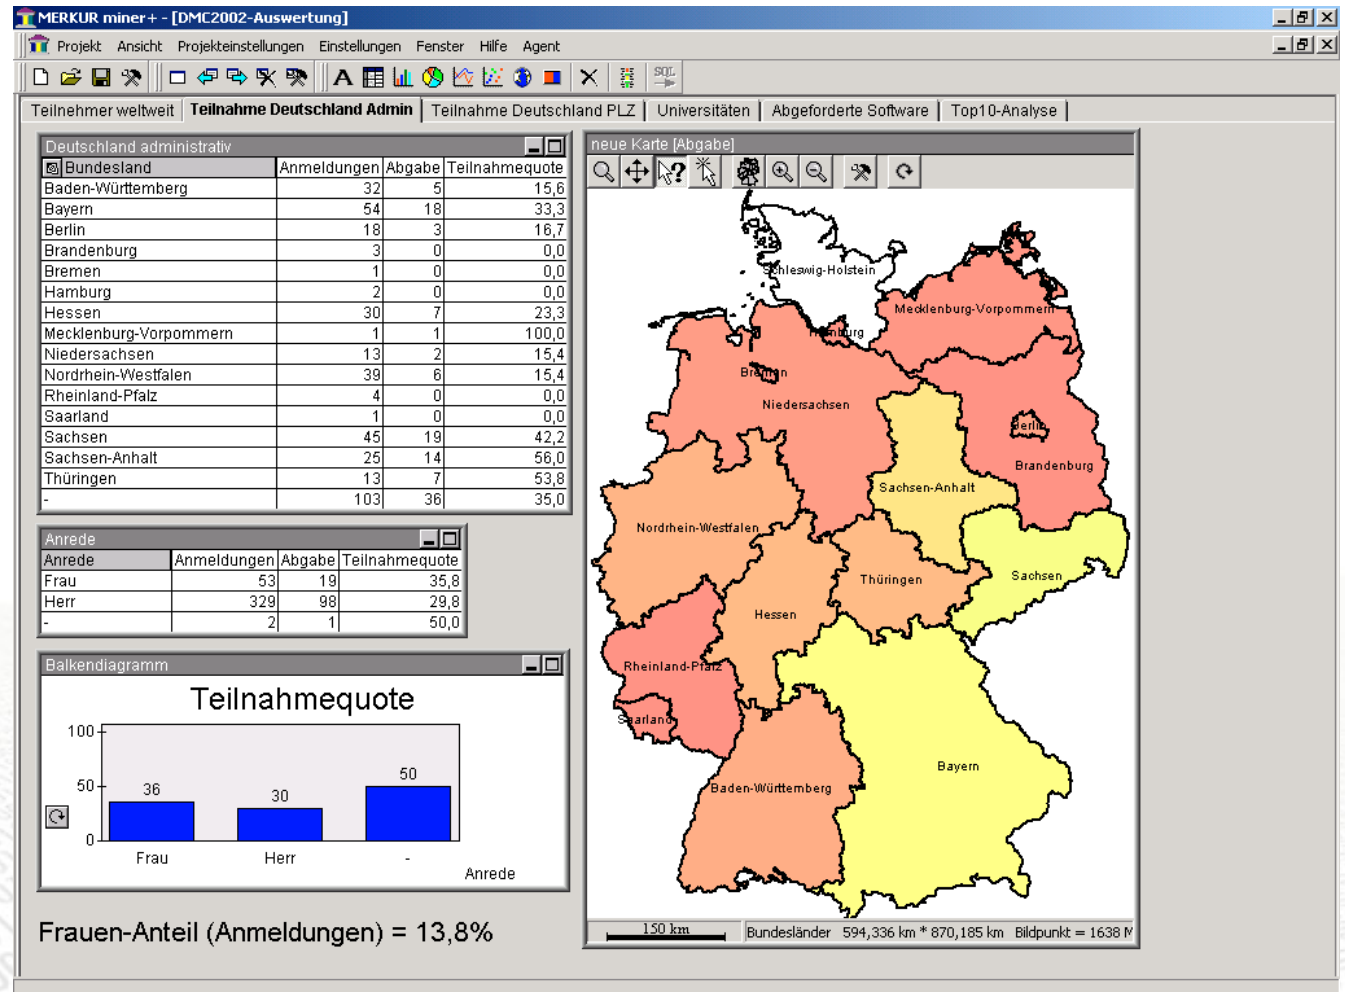 MERKUR miner+ - [DMC2002-Auswertung]
Projekt Ansicht Projekteinstellungen Einstellungen Fenster Hilfe Agent
A SQL
Teilnehmer weltweit Teilnahme Deutschland Admin Teilnahme Deutschland PLZ Universitäten Abgeforderte Software Top10-Analyse
Deutschland administrativ
Bundesland Anmeldungen Abgabe Teilnahmequote
Baden-Württemberg 32 5 15,6
Bayern 54 18 33,3
Berlin 18 3 16,7
Brandenburg 3 0 0,0
Bremen 1 0 0,0
Hamburg 2 0 0,0
Hessen 30 7 23,3
Mecklenburg-Vorpommern 1 1 100,0
Niedersachsen 13 2 15,4
Nordrhein-Westfalen 39 6 15,4
Rheinland-Pfalz 4 0 0,0
Saarland 1 0 0,0
Sachsen 45 19 42,2
Sachsen-Anhalt 25 14 56,0
Thüringen 13 7 53,8
- 103 36 35,0
Anrede
Anrede Anmeldungen Abgabe Teilnahmequote
Frau 53 19 35,8
Herr 329 98 29,8
- 2 1 50,0
Balkendiagramm
Teilnahmequote
100
50
0
36
30
50
Frau Herr -
Anrede
Frauen-Anteil (Anmeldungen) = 13,8%
neue Karte [Abgabe]
?
Schleswig-Holstein
Mecklenburg-Vorpommern
Hamburg
Bremen
Niedersachsen
Berlin
Brandenburg
Sachsen-Anhalt
Nordrhein-Westfalen
Thüringen
Sachsen
Hessen
Rheinland-Pfalz
Saarland
Bayern
Baden-Württemberg
150 km Bundesländer 594,336 km * 870,185 km Bildpunkt = 1638 M